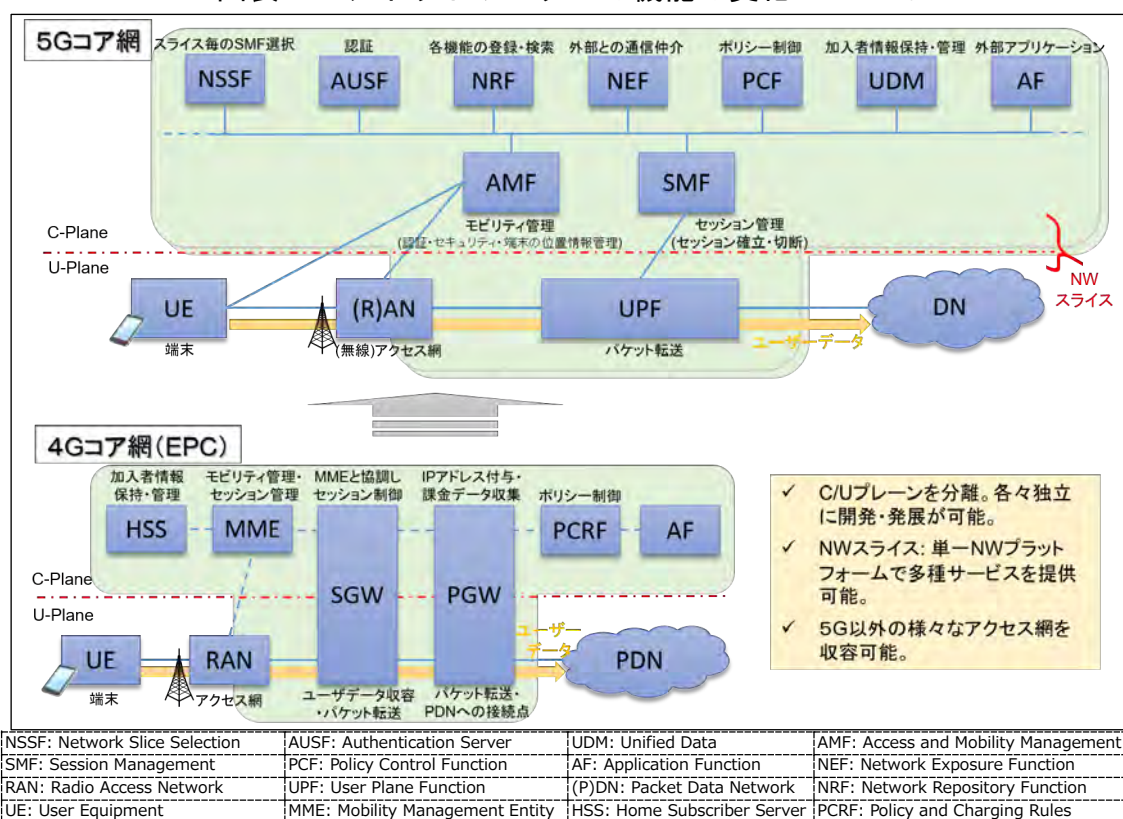 5Gコア網
スライス毎のSMF選択
認証
各機能の登録・検索
外部との通信仲介
ポリシー制御
加入者情報保持・管理
外部アプリケーション
NSSF
AUSF
NRF
NEF
PCF
UDM
AF
AMF
SMF
モビリティ管理
(認証・セキュリティ・端末の位置情報管理)
セッション管理
(セッション確立・切断)
C-Plane
U-Plane
NW
スライス
UE
(R)AN
UPF
DN
端末
(無線)アクセス網
パケット転送
ユーザーデータ
4Gコア網(EPC)
加入者情報
保持・管理
モビリティ管理・
セッション管理
MMEと協調し
セッション制御
IPアドレス付与・
課金データ収集
ポリシー制御
HSS
MME
SGW
PGW
PCRF
AF
C-Plane
U-Plane
ユーザー
データ
UE
RAN
PDN
端末
アクセス網
ユーザデータ収容
・パケット転送
パケット転送・
PDNへの接続点
✓ C/Uプレーンを分離。各々独立
に開発・発展が可能。
✓ NWスライス: 単一NWプラット
フォームで多種サービスを提供
可能。
✓ 5G以外の様々なアクセス網を
収容可能。
NSSF: Network Slice Selection
AUSF: Authentication Server
UDM: Unified Data
AMF: Access and Mobility Management
SMF: Session Management
PCF: Policy Control Function
AF: Application Function
NEF: Network Exposure Function
RAN: Radio Access Network
UPF: User Plane Function
(P)DN: Packet Data Network
NRF: Network Repository Function
UE: User Equipment
MME: Mobility Management Entity
HSS: Home Subscriber Server
PCRF: Policy and Charging Rules